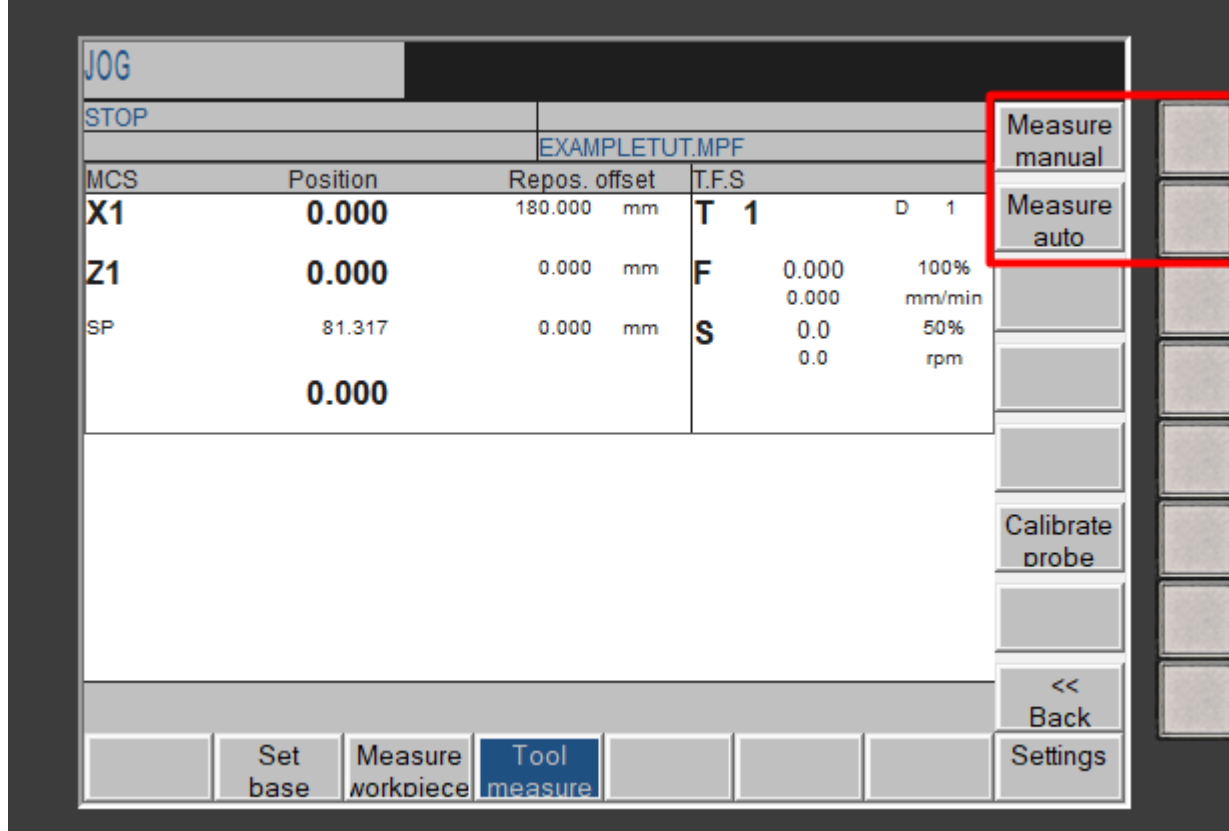 JOG
STOP
EXAMPLETUT.MPF
MCS Position Repos. offset T.F.S
X1 0.000 180.000 mm T 1 D 1
Z1 0.000 0.000 mm F 0.000 100%
0.000 mm/min
SP 81.317 0.000 mm S 0.0 50%
0.0 rpm
0.000
Measure
manual
Measure
auto
Calibrate
probe
<<
Back
Set
base
Measure
workpiece
Tool
measure
Settings